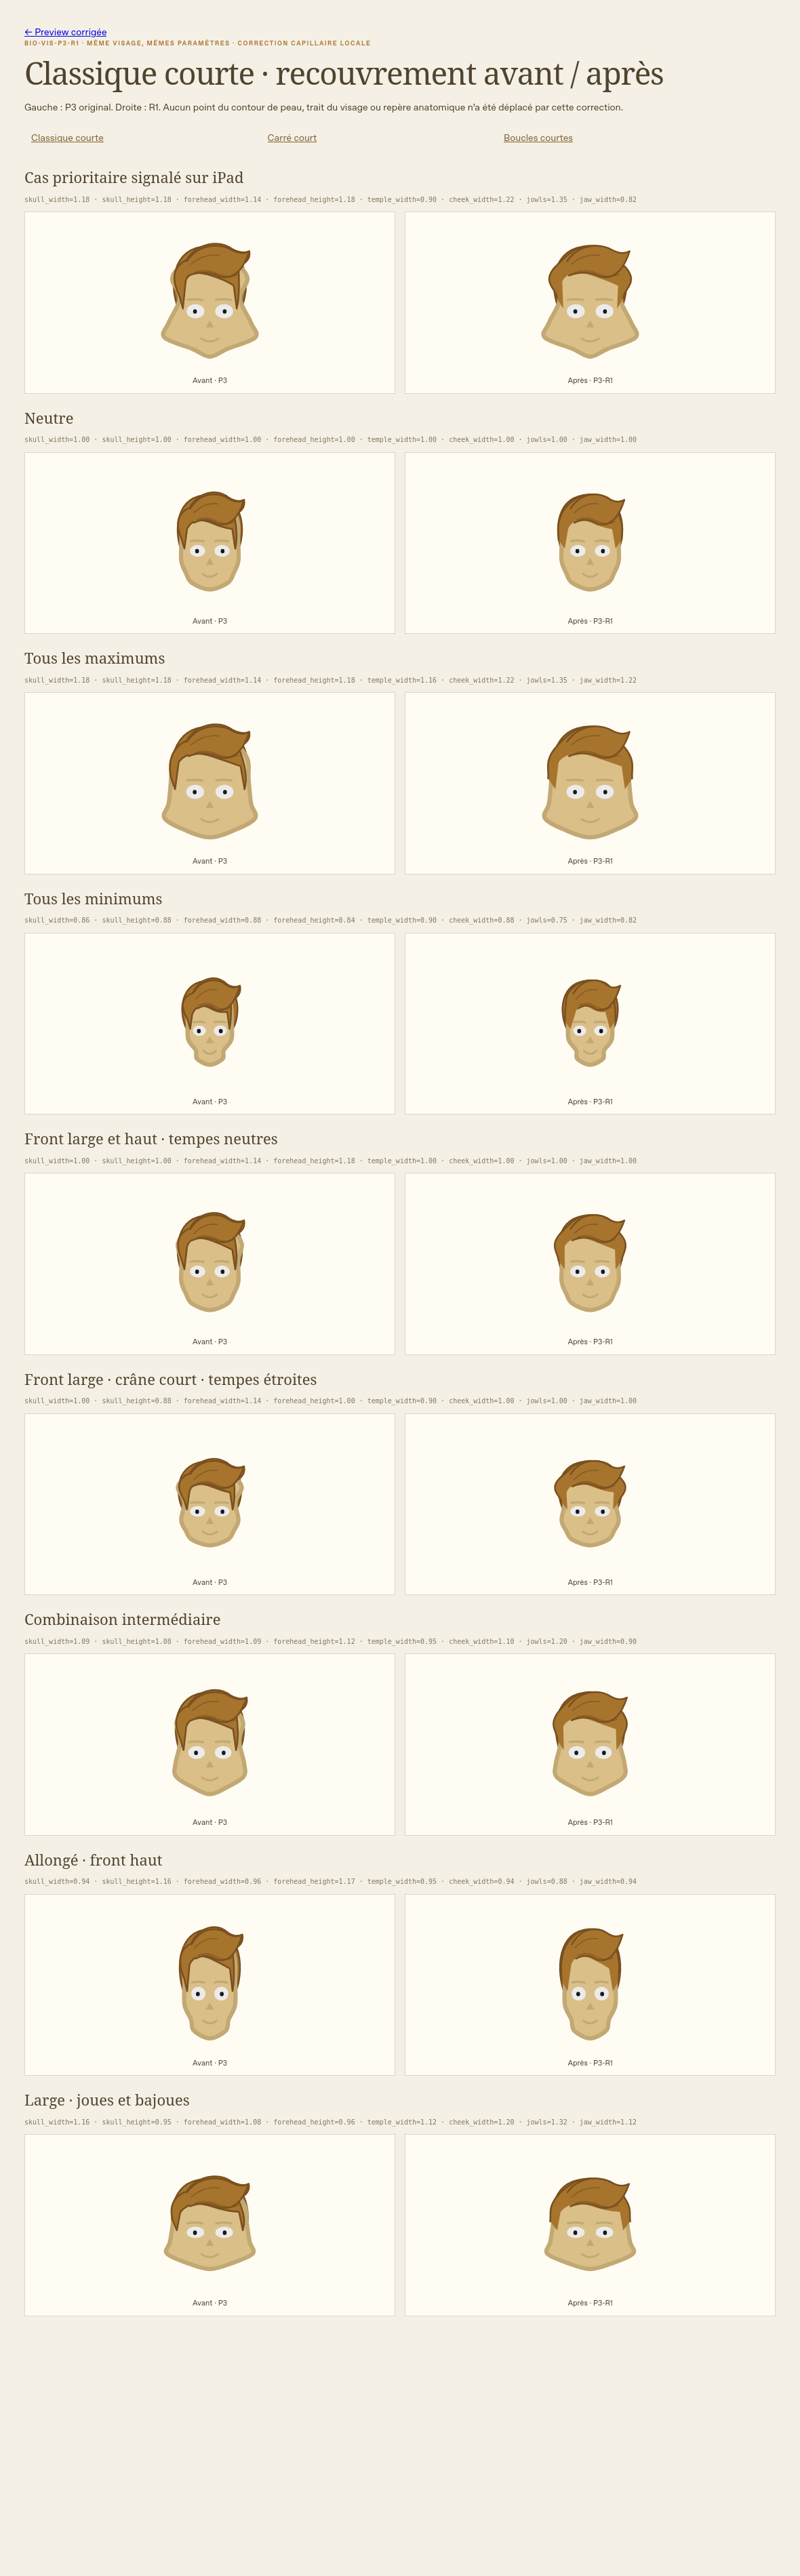 ← Preview corrigée
BIO-VIS-P3-R1 · MÊME VISAGE, MÊMES PARAMÈTRES · CORRECTION CAPILLAIRE LOCALE
Classique courte · recouvrement avant / après
Gauche : P3 original. Droite : R1. Aucun point du contour de peau, trait du visage ou repère anatomique n’a été déplacé par cette correction.
Classique courte Carré court Boucles courtes
Cas prioritaire signalé sur iPad
skull_width=1.18 · skull_height=1.18 · forehead_width=1.14 · forehead_height=1.18 · temple_width=0.90 · cheek_width=1.22 · jowls=1.35 · jaw_width=0.82
Avant · P3 Après · P3-R1
Neutre
skull_width=1.00 · skull_height=1.00 · forehead_width=1.00 · forehead_height=1.00 · temple_width=1.00 · cheek_width=1.00 · jowls=1.00 · jaw_width=1.00
Avant · P3 Après · P3-R1
Tous les maximums
skull_width=1.18 · skull_height=1.18 · forehead_width=1.14 · forehead_height=1.18 · temple_width=1.16 · cheek_width=1.22 · jowls=1.35 · jaw_width=1.22
Avant · P3 Après · P3-R1
Tous les minimums
skull_width=0.86 · skull_height=0.88 · forehead_width=0.88 · forehead_height=0.84 · temple_width=0.90 · cheek_width=0.88 · jowls=0.75 · jaw_width=0.82
Avant · P3 Après · P3-R1
Front large et haut · tempes neutres
skull_width=1.00 · skull_height=1.00 · forehead_width=1.14 · forehead_height=1.18 · temple_width=1.00 · cheek_width=1.00 · jowls=1.00 · jaw_width=1.00
Avant · P3 Après · P3-R1
Front large · crâne court · tempes étroites
skull_width=1.00 · skull_height=0.88 · forehead_width=1.14 · forehead_height=1.00 · temple_width=0.90 · cheek_width=1.00 · jowls=1.00 · jaw_width=1.00
Avant · P3 Après · P3-R1
Combinaison intermédiaire
skull_width=1.09 · skull_height=1.08 · forehead_width=1.09 · forehead_height=1.12 · temple_width=0.95 · cheek_width=1.10 · jowls=1.20 · jaw_width=0.90
Avant · P3 Après · P3-R1
Allongé · front haut
skull_width=0.94 · skull_height=1.16 · forehead_width=0.96 · forehead_height=1.17 · temple_width=0.95 · cheek_width=0.94 · jowls=0.88 · jaw_width=0.94
Avant · P3 Après · P3-R1
Large · joues et bajoues
skull_width=1.16 · skull_height=0.95 · forehead_width=1.08 · forehead_height=0.96 · temple_width=1.12 · cheek_width=1.20 · jowls=1.32 · jaw_width=1.12
Avant · P3 Après · P3-R1